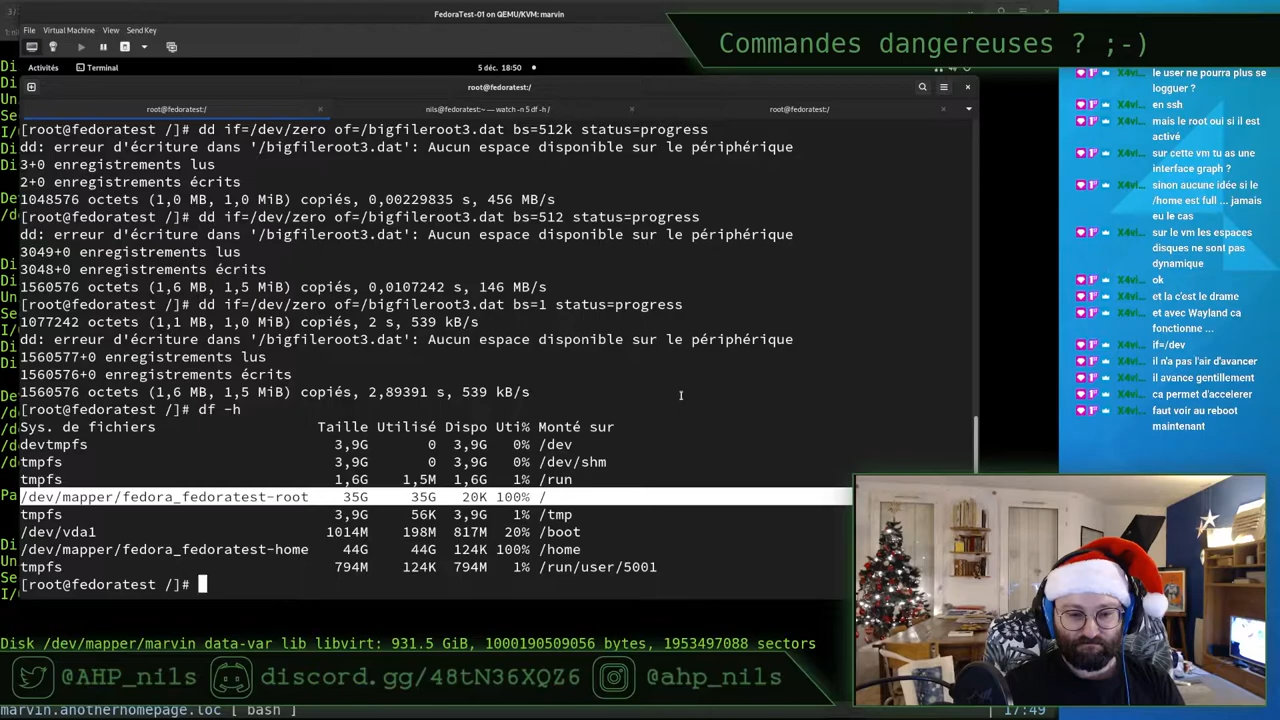 FedoraTest-01 on QEMU/KVM: marvin
File Virtual Machine View Send Key
Activités Terminal
5 déc. 18:50
root@fedoratest:/
root@fedoratest:/
nils@fedoratest:~ — watch -n 5 df -h /
root@fedoratest:/
[root@fedoratest /]# dd if=/dev/zero of=/bigfileroot3.dat bs=512k status=progress
dd: erreur d'écriture dans '/bigfileroot3.dat': Aucun espace disponible sur le périphérique
3+0 enregistrements lus
2+0 enregistrements écrits
1048576 octets (1,0 MB, 1,0 MiB) copiés, 0,00229835 s, 456 MB/s
[root@fedoratest /]# dd if=/dev/zero of=/bigfileroot3.dat bs=512 status=progress
dd: erreur d'écriture dans '/bigfileroot3.dat': Aucun espace disponible sur le périphérique
3049+0 enregistrements lus
3048+0 enregistrements écrits
1560576 octets (1,6 MB, 1,5 MiB) copiés, 0,0107242 s, 146 MB/s
[root@fedoratest /]# dd if=/dev/zero of=/bigfileroot3.dat bs=1 status=progress
1077242 octets (1,1 MB, 1,0 MiB) copiés, 2 s, 539 kB/s
dd: erreur d'écriture dans '/bigfileroot3.dat': Aucun espace disponible sur le périphérique
1560577+0 enregistrements lus
1560576+0 enregistrements écrits
1560576 octets (1,6 MB, 1,5 MiB) copiés, 2,89391 s, 539 kB/s
[root@fedoratest /]# df -h
Sys. de fichiers Taille Utilisé Dispo Uti% Monté sur
devtmpfs 3,9G 0 3,9G 0% /dev
tmpfs 3,9G 0 3,9G 0% /dev/shm
tmpfs 1,6G 1,5M 1,6G 1% /run
/dev/mapper/fedora_fedoratest-root 35G 35G 20K 100% /
tmpfs 3,9G 56K 3,9G 1% /tmp
/dev/vda1 1014M 198M 817M 20% /boot
/dev/mapper/fedora_fedoratest-home 44G 44G 124K 100% /home
tmpfs 794M 124K 794M 1% /run/user/5001
[root@fedoratest /]#
Disk /dev/mapper/marvin data-var lib libvirt: 931.5 GiB, 1000190509056 bytes, 1953497088 sectors
@AHP_nils discord.gg/48tN36XQZ6 @ahp_nils
marvin.anotherhomepage.loc [ bash ]
17:49
Commandes dangereuses ? ;-)
X4vi… le user ne pourra plus se
logguer ?
X4vi… en ssh
X4vi… mais le root oui si il est
activé
X4vi… sur cette vm tu as une
interface graph ?
X4vi… sinon aucune idée si le
/home est full ... jamais
eu le cas
X4vi… sur le vm les espaces
disques ne sont pas
dynamique
X4vi… ok
X4vi… et la c'est le drame
X4vi… et avec Wayland ca
fonctionne ...
X4vi… if=/dev
X4vi… il n'a pas l'air d'avancer
X4vi… il avance gentillement
X4vi… ca permet d'accelerer
X4vi… faut voir au reboot
maintenant